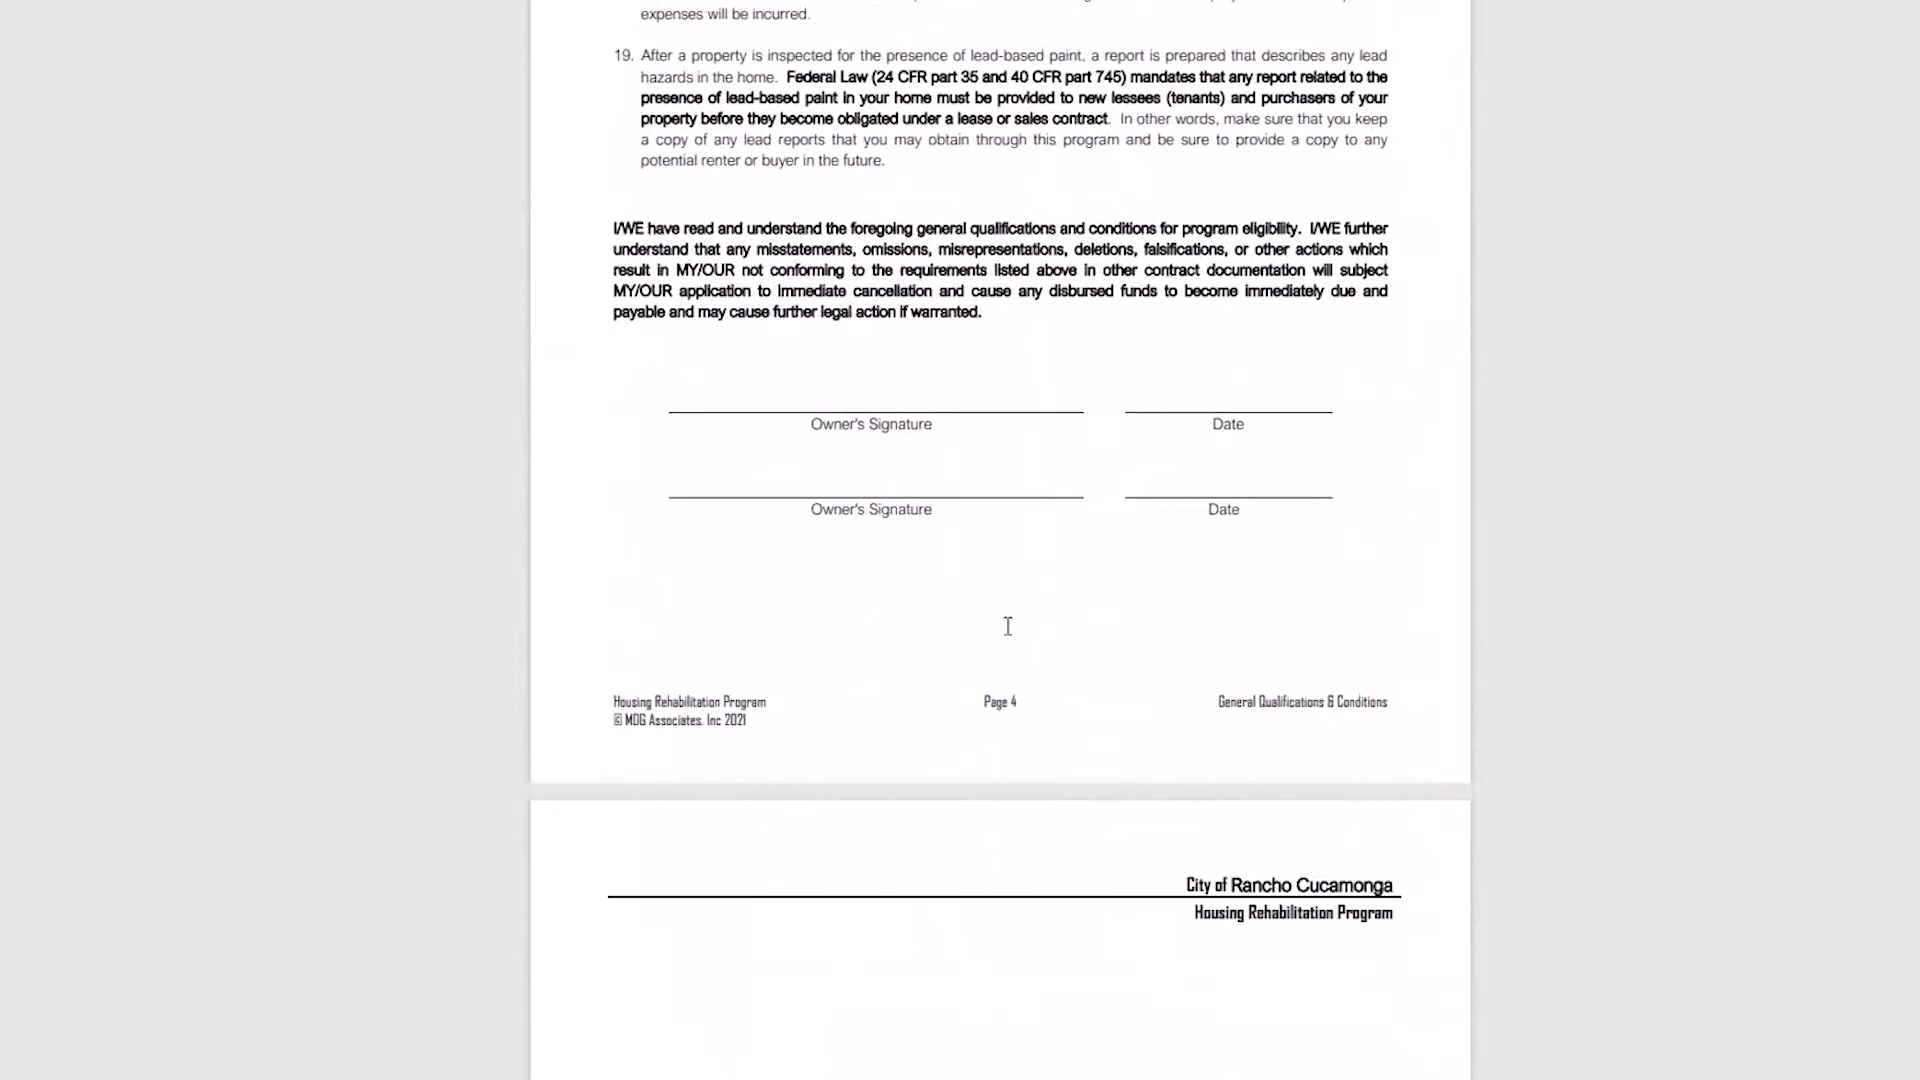 expenses will be incurred.
19. After a property is inspected for the presence of lead-based paint, a report is prepared that describes any lead
hazards in the home. Federal Law (24 CFR part 35 and 40 CFR part 745) mandates that any report related to the
presence of lead-based paint in your home must be provided to new lessees (tenants) and purchasers of your
property before they become obligated under a lease or sales contract. In other words, make sure that you keep
a copy of any lead reports that you may obtain through this program and be sure to provide a copy to any
potential renter or buyer in the future.
I/WE have read and understand the foregoing general qualifications and conditions for program eligibility. I/WE further
understand that any misstatements, omissions, misrepresentations, deletions, falsifications, or other actions which
result in MY/OUR not conforming to the requirements listed above in other contract documentation will subject
MY/OUR application to immediate cancellation and cause any disbursed funds to become immediately due and
payable and may cause further legal action if warranted.
Owner's Signature Date
Owner's Signature Date
Housing Rehabilitation Program Page 4 General Qualifications & Conditions
© MDG Associates, Inc 2021
City of Rancho Cucamonga
Housing Rehabilitation Program